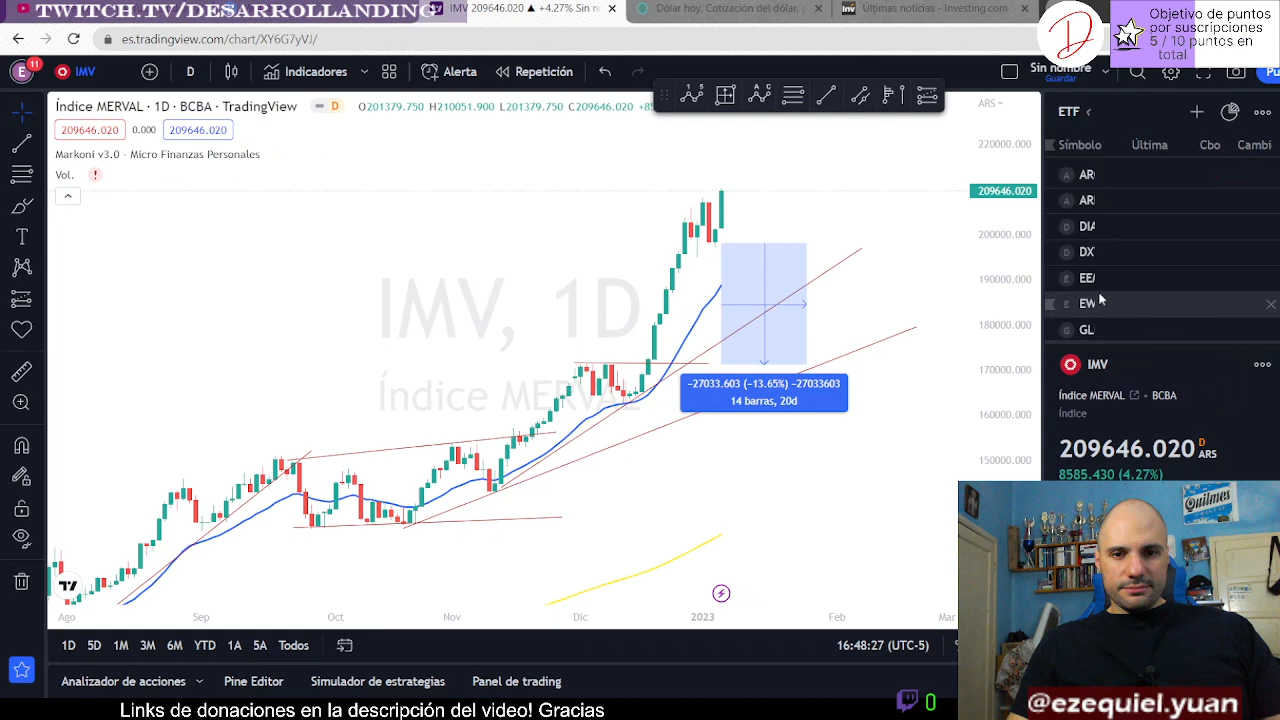 TWITCH.TV/DESARROLLANDING
IMV 209646.020 ▲ +4.27% Sin no
Dólar hoy, Cotización del dólar, p
Últimas noticias - Investing.com
Objetivo de puntos
por suscripciones
5 / 10 puntos en
total
es.tradingview.com/chart/XY6G7yVJ/
E
11
IMV
D
Indicadores
Alerta
Repetición
Sin nombre
Guardar
Índice MERVAL · 1D · BCBA · TradingView
D
O201379.750 H210051.900 L201379.750 C209646.020
ARS
209646.020
0.000
209646.020
Markoni v3.0 - Micro Finanzas Personales
Vol.
IMV, 1D
Índice MERVAL
220000.000
209646.020
200000.000
190000.000
180000.000
170000.000
160000.000
150000.000
−27033.603 (−13.65%) −27033603
14 barras, 20d
Ago
Sep
Oct
Nov
Dic
2023
Feb
Mar
ETF
Símbolo
Última
Cbo
Cambi
A
A
D
DIA
D
E
E
G
IMV
Índice MERVAL
BCBA
Índice
209646.020
D
ARS
8585.430 (4.27%)
1D 5D 1M 3M 6M YTD 1A 5A Todos
16:48:27 (UTC-5)
Analizador de acciones
Pine Editor
Simulador de estrategias
Panel de trading
Quilmes
Links de donaciones en la descripción del video! Gracias
0
@ezequiel.yuan